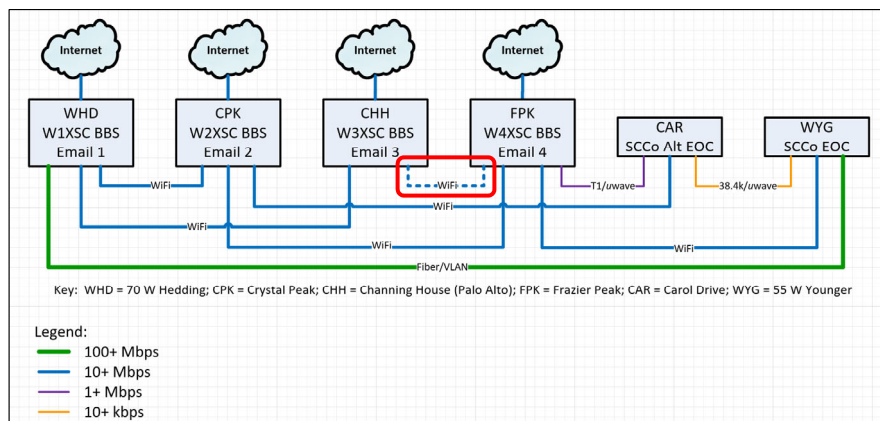 Internet
Internet
Internet
Internet
WHD
W1XSC BBS
Email 1
CPK
W2XSC BBS
Email 2
CHH
W3XSC BBS
Email 3
FPK
W4XSC BBS
Email 4
CAR
SCCo Alt EOC
WYG
SCCo EOC
WiFi
WiFi
T1/uwave
38.4k/uwave
WiFi
WiFi
WiFi
WiFi
Fiber/VLAN
Key: WHD = 70 W Hedding; CPK = Crystal Peak; CHH = Channing House (Palo Alto); FPK = Frazier Peak; CAR = Carol Drive; WYG = 55 W Younger
Legend:
100+ Mbps
10+ Mbps
1+ Mbps
10+ kbps